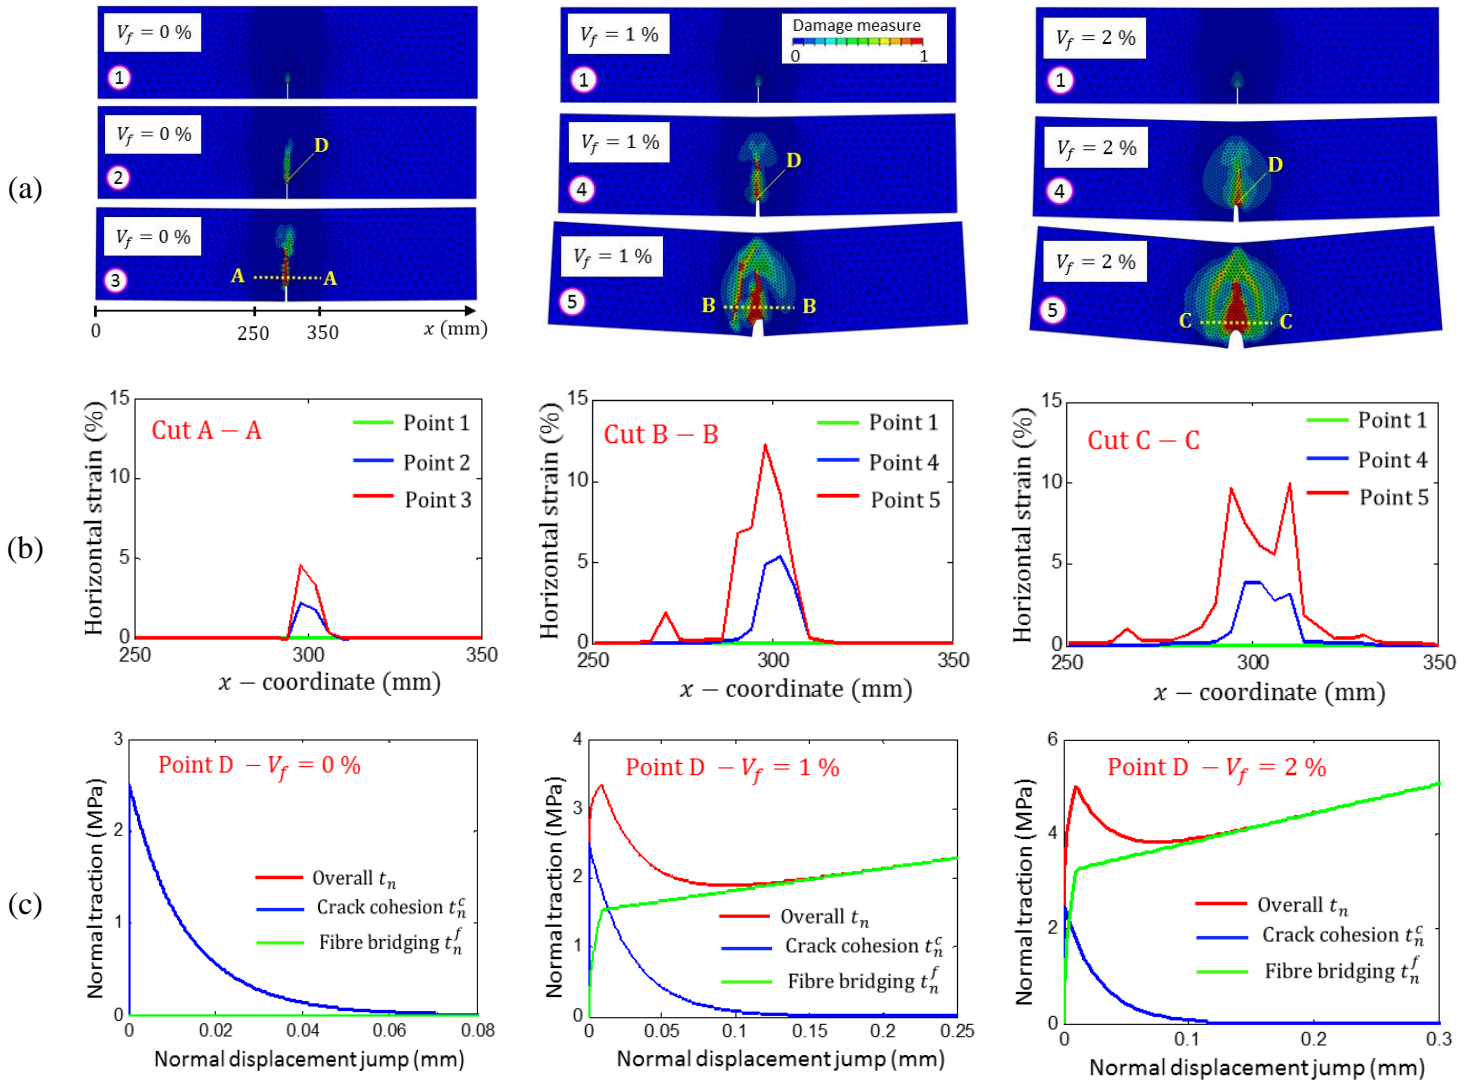 (a)
V_f = 0 %
1
V_f = 0 %
D
2
V_f = 0 %
A A
3
0 250 350 x (mm)
V_f = 1 %
Damage measure
0 1
1
V_f = 1 %
D
4
V_f = 1 %
B B
5
V_f = 2 %
1
V_f = 2 %
D
4
V_f = 2 %
C C
5
(b)
Horizontal strain (%)
15
10
5
0
Cut A − A
Point 1
Point 2
Point 3
250 300 350
x − coordinate (mm)
Horizontal strain (%)
15
10
5
0
Cut B − B
Point 1
Point 4
Point 5
250 300 350
x − coordinate (mm)
Horizontal strain (%)
15
10
5
0
Cut C − C
Point 1
Point 4
Point 5
250 300 350
x − coordinate (mm)
(c)
Normal traction (MPa)
3
2
1
0
Point D − V_f = 0 %
Overall t_n
Crack cohesion t_n^c
Fibre bridging t_n^f
0 0.02 0.04 0.06 0.08
Normal displacement jump (mm)
Normal traction (MPa)
4
3
2
1
0
Point D − V_f = 1 %
Overall t_n
Crack cohesion t_n^c
Fibre bridging t_n^f
0 0.05 0.1 0.15 0.2 0.25
Normal displacement jump (mm)
Normal traction (MPa)
6
4
2
0
Point D − V_f = 2 %
Overall t_n
Crack cohesion t_n^c
Fibre bridging t_n^f
0 0.1 0.2 0.3
Normal displacement jump (mm)